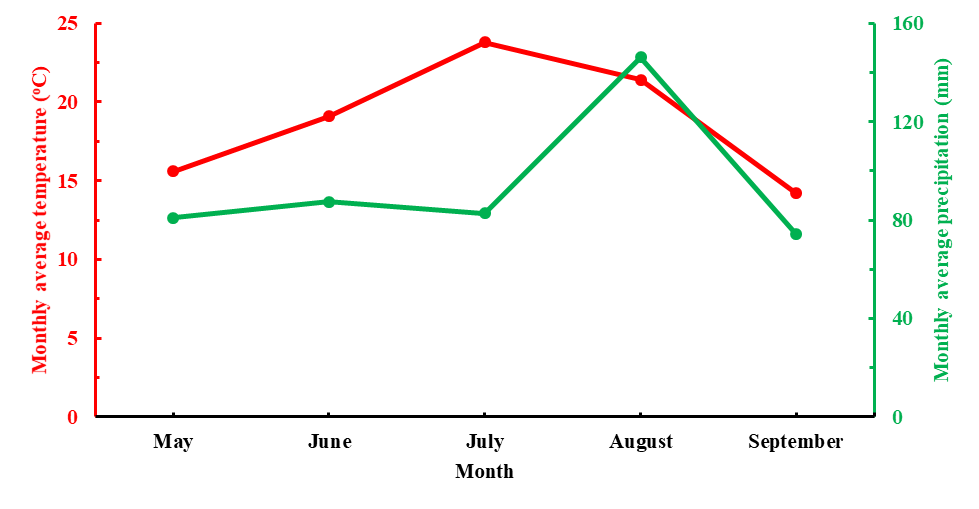 Monthly average temperature (ºC)
25
20
15
10
5
0
160
120
80
40
0
Monthly average precipitation (mm)
May June July August September
Month